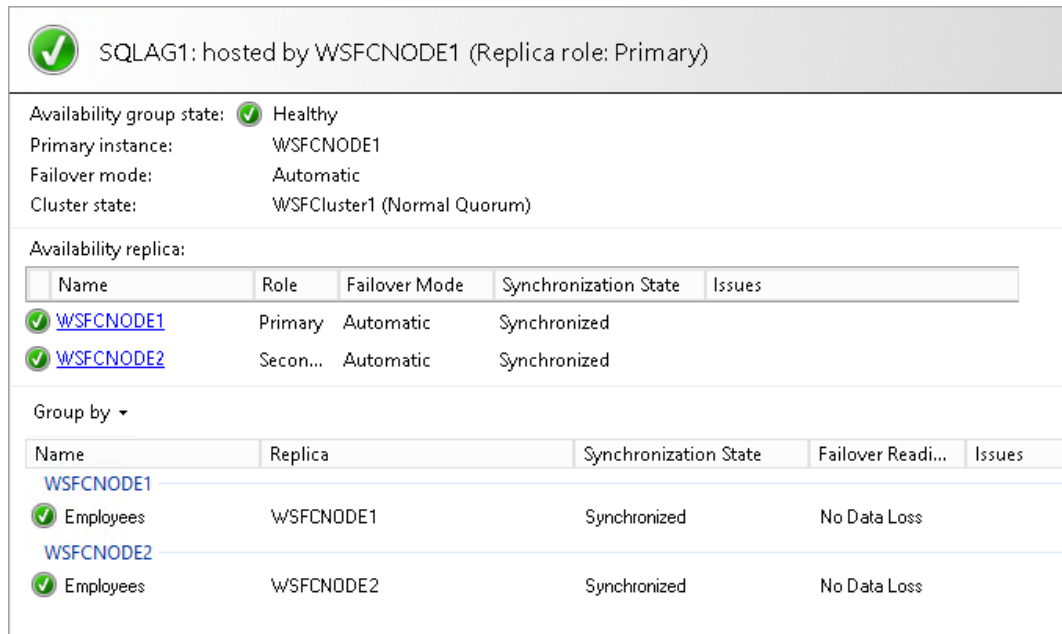 SQLAG1: hosted by WSFCNODE1 (Replica role: Primary)
Availability group state: Healthy
Primary instance: WSFCNODE1
Failover mode: Automatic
Cluster state: WSFCluster1 (Normal Quorum)
Availability replica:
Name Role Failover Mode Synchronization State Issues
WSFCNODE1 Primary Automatic Synchronized
WSFCNODE2 Secon... Automatic Synchronized
Group by
Name Replica Synchronization State Failover Readi... Issues
WSFCNODE1
Employees WSFCNODE1 Synchronized No Data Loss
WSFCNODE2
Employees WSFCNODE2 Synchronized No Data Loss